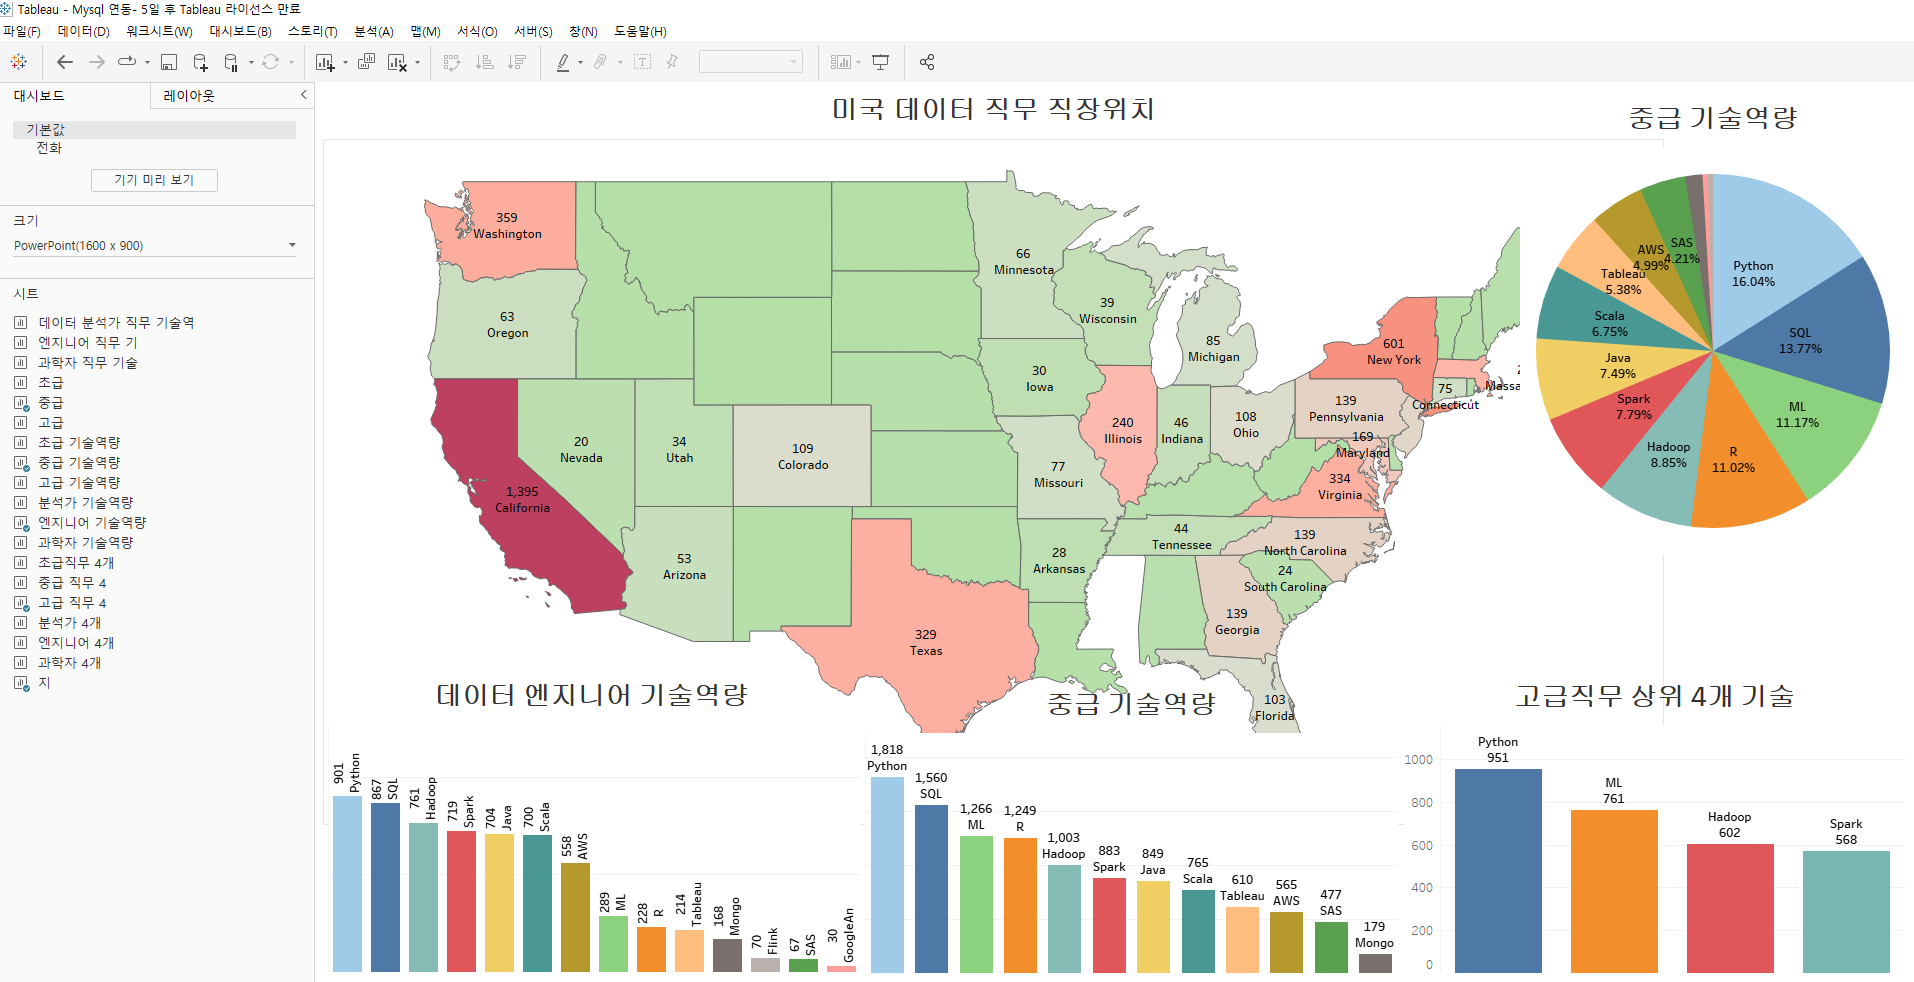 Tableau - Mysql 연동- 5일 후 Tableau 라이선스 만료
파일(F) 데이터(D) 워크시트(W) 대시보드(B) 스토리(T) 분석(A) 맵(M) 서식(O) 서버(S) 창(N) 도움말(H)
대시보드 레이아웃
기본값
전화
기기 미리 보기
크기
PowerPoint(1600 x 900)
시트
데이터 분석가 직무 기술역
엔지니어 직무 기
과학자 직무 기술
초급
중급
고급
초급 기술역량
중급 기술역량
고급 기술역량
분석가 기술역량
엔지니어 기술역량
과학자 기술역량
초급직무 4개
중급 직무 4
고급 직무 4
분석가 4개
엔지니어 4개
과학자 4개
지
미국 데이터 직무 직장위치
359
Washington
63
Oregon
1,395
California
20
Nevada
34
Utah
109
Colorado
53
Arizona
329
Texas
66
Minnesota
39
Wisconsin
30
Iowa
77
Missouri
28
Arkansas
240
Illinois
46
Indiana
85
Michigan
108
Ohio
44
Tennessee
601
New York
139
Pennsylvania
75
Connecticut
Massa
169
Maryland
334
Virginia
139
North Carolina
24
South Carolina
139
Georgia
103
Florida
중급 기술역량
Python
16.04%
SQL
13.77%
ML
11.17%
R
11.02%
Hadoop
8.85%
Spark
7.79%
Java
7.49%
Scala
6.75%
Tableau
5.38%
AWS
4.99%
SAS
4.21%
데이터 엔지니어 기술역량
901
Python
867
SQL
761
Hadoop
719
Spark
704
Java
700
Scala
558
AWS
289
ML
228
R
214
Tableau
168
Mongo
70
Flink
67
SAS
30
GoogleAn
중급 기술역량
1,818
Python
1,560
SQL
1,266
ML
1,249
R
1,003
Hadoop
883
Spark
849
Java
765
Scala
610
Tableau
565
AWS
477
SAS
179
Mongo
고급직무 상위 4개 기술
1000
800
600
400
200
0
Python
951
ML
761
Hadoop
602
Spark
568